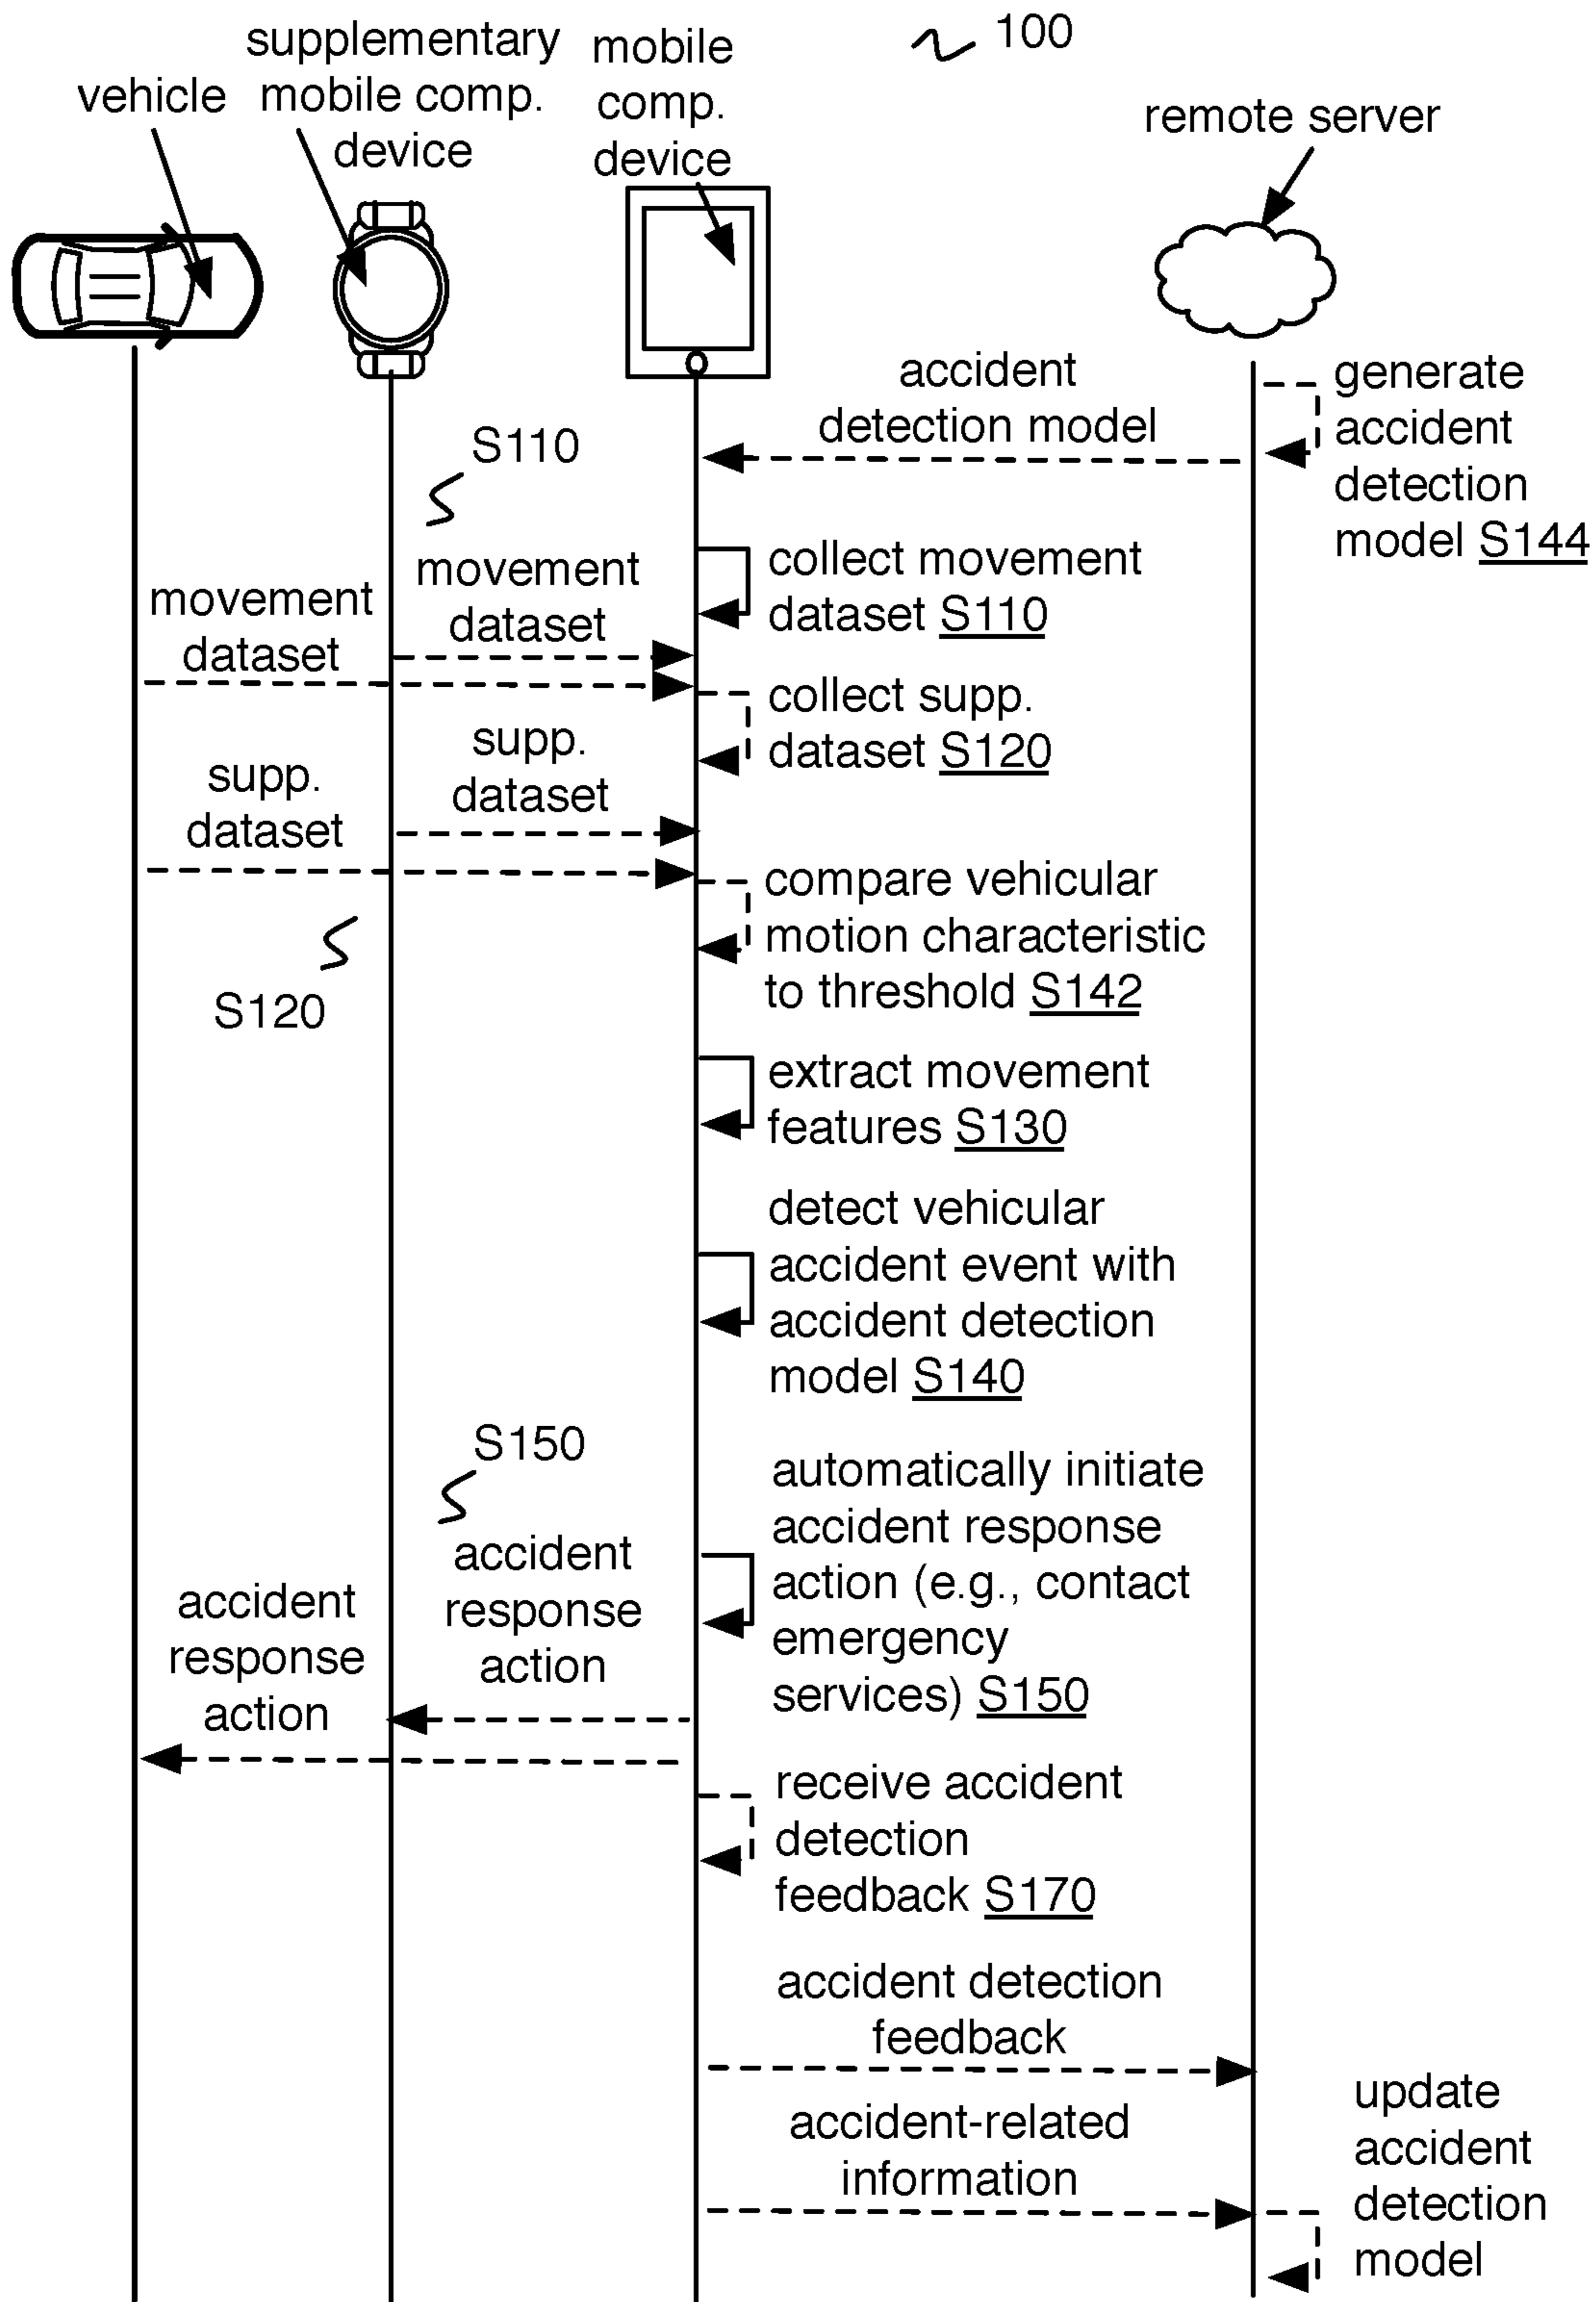 100
vehicle
supplementary
mobile comp.
device
mobile
comp.
device
remote server
accident
detection model
generate
accident
detection
model S144
S110
movement
dataset
movement
dataset
collect movement
dataset S110
collect supp.
dataset S120
supp.
dataset
supp.
dataset
S120
compare vehicular
motion characteristic
to threshold S142
extract movement
features S130
detect vehicular
accident event with
accident detection
model S140
S150
automatically initiate
accident response
action (e.g., contact
emergency
services) S150
accident
response
action
accident
response
action
receive accident
detection
feedback S170
accident detection
feedback
accident-related
information
update
accident
detection
model